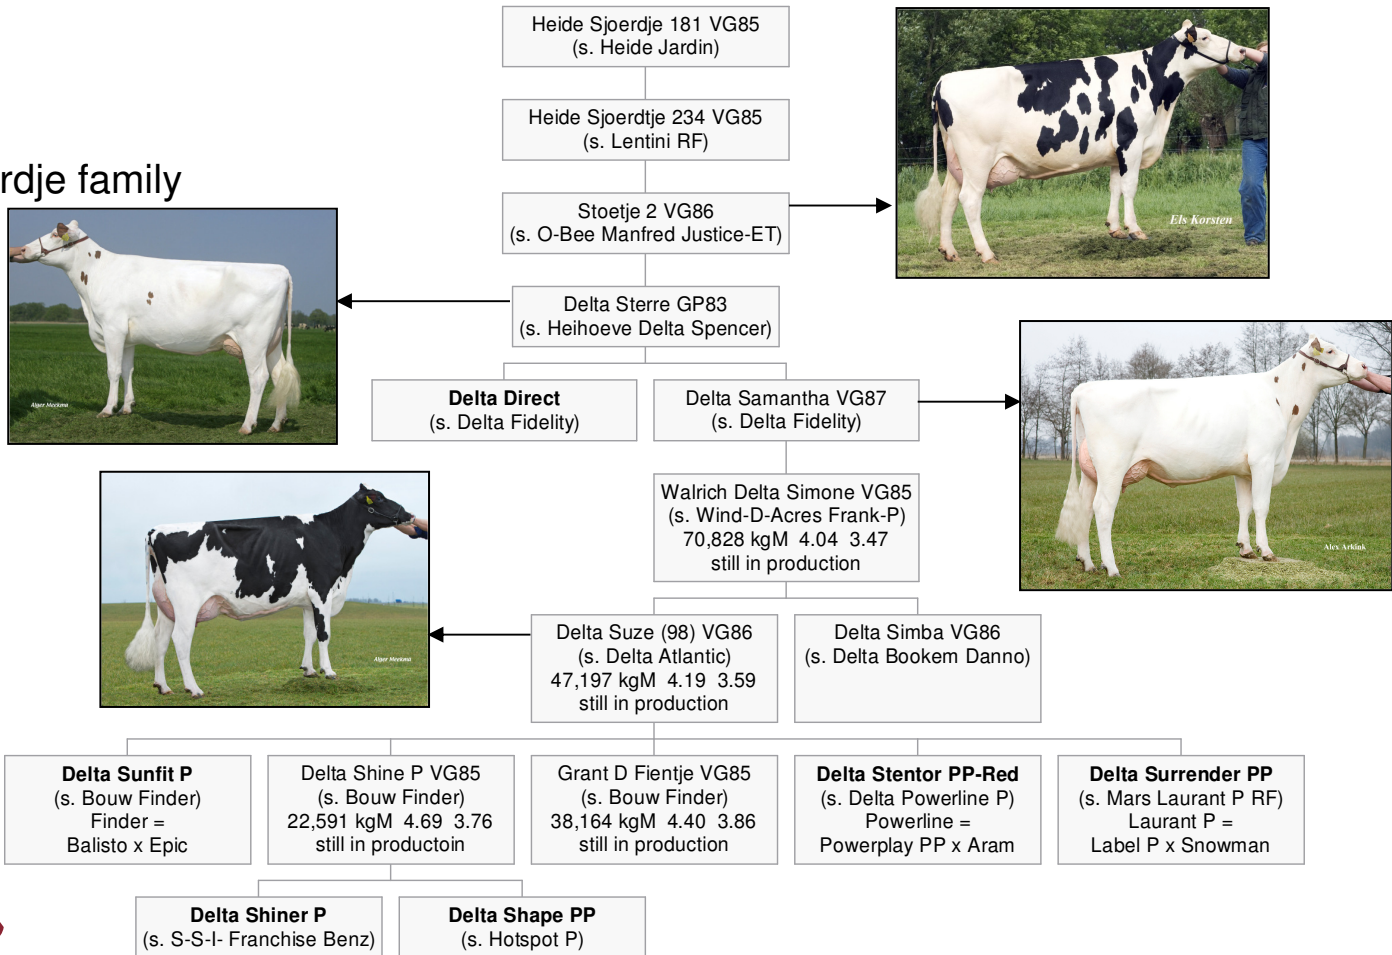 Heide Sjoerdje 181 VG85
(s. Heide Jardin)
Heide Sjoerdtje 234 VG85
(s. Lentini RF)
rdje family
Stoetje 2 VG86
(s. O-Bee Manfred Justice-ET)
Els Korsten
Delta Sterre GP83
(s. Heihoeve Delta Spencer)
Alger Meekma
Delta Direct
(s. Delta Fidelity)
Delta Samantha VG87
(s. Delta Fidelity)
Walrich Delta Simone VG85
(s. Wind-D-Acres Frank-P)
70,828 kgM 4.04 3.47
still in production
Alex Arkink
Delta Suze (98) VG86
(s. Delta Atlantic)
47,197 kgM 4.19 3.59
still in production
Delta Simba VG86
(s. Delta Bookem Danno)
Alger Meekma
Delta Sunfit P
(s. Bouw Finder)
Finder =
Balisto x Epic
Delta Shine P VG85
(s. Bouw Finder)
22,591 kgM 4.69 3.76
still in productoin
Grant D Fientje VG85
(s. Bouw Finder)
38,164 kgM 4.40 3.86
still in production
Delta Stentor PP-Red
(s. Delta Powerline P)
Powerline =
Powerplay PP x Aram
Delta Surrender PP
(s. Mars Laurant P RF)
Laurant P =
Label P x Snowman
Delta Shiner P
(s. S-S-I- Franchise Benz)
Delta Shape PP
(s. Hotspot P)